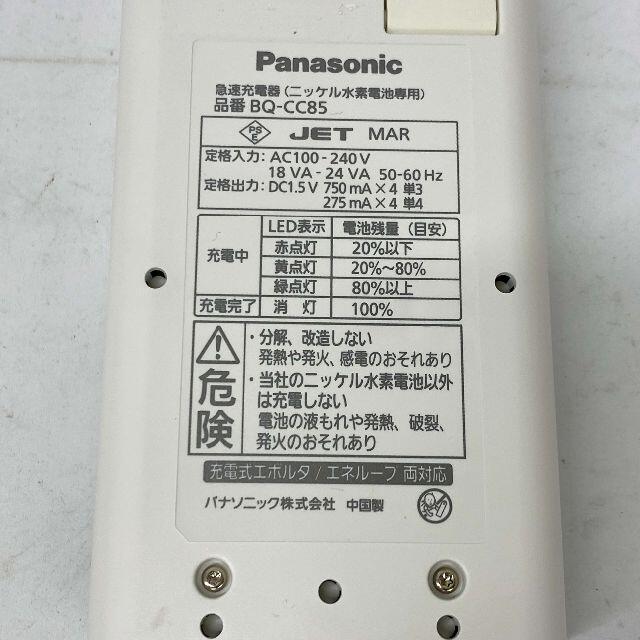 Panasonic
急速充電器(ニッケル水素電池専用)
品番 BQ-CC85
PS E JET MAR
定格入力:AC100-240V
18 VA-24 VA 50-60 Hz
定格出力:DC1.5V 750mA×4 単3
275 mA×4 単4
LED表示 電池残量(目安)
充電中 赤点灯 20%以下
黄点灯 20%～80%
緑点灯 80%以上
充電完了 消 灯 100%
危険
・分解、改造しない
発熱や発火、感電のおそれあり
・当社のニッケル水素電池以外
は充電しない
電池の液もれや発熱、破裂、
発火のおそれあり
充電式エボルタ/エネループ 両対応
パナソニック株式会社 中国製